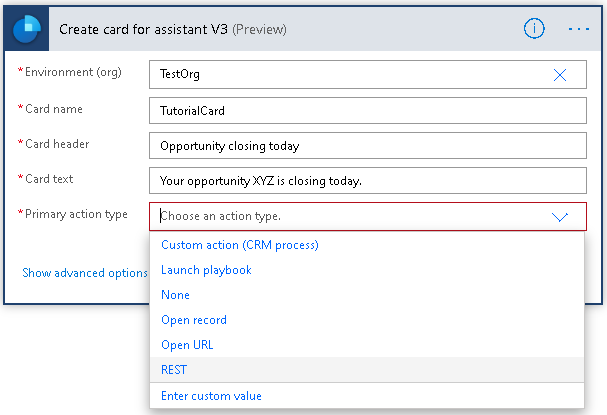 Create card for assistant V3 (Preview)
* Environment (org) TestOrg
* Card name TutorialCard
* Card header Opportunity closing today
* Card text Your opportunity XYZ is closing today.
* Primary action type Choose an action type.
Custom action (CRM process)
Show advanced options Launch playbook
None
Open record
Open URL
REST
Enter custom value